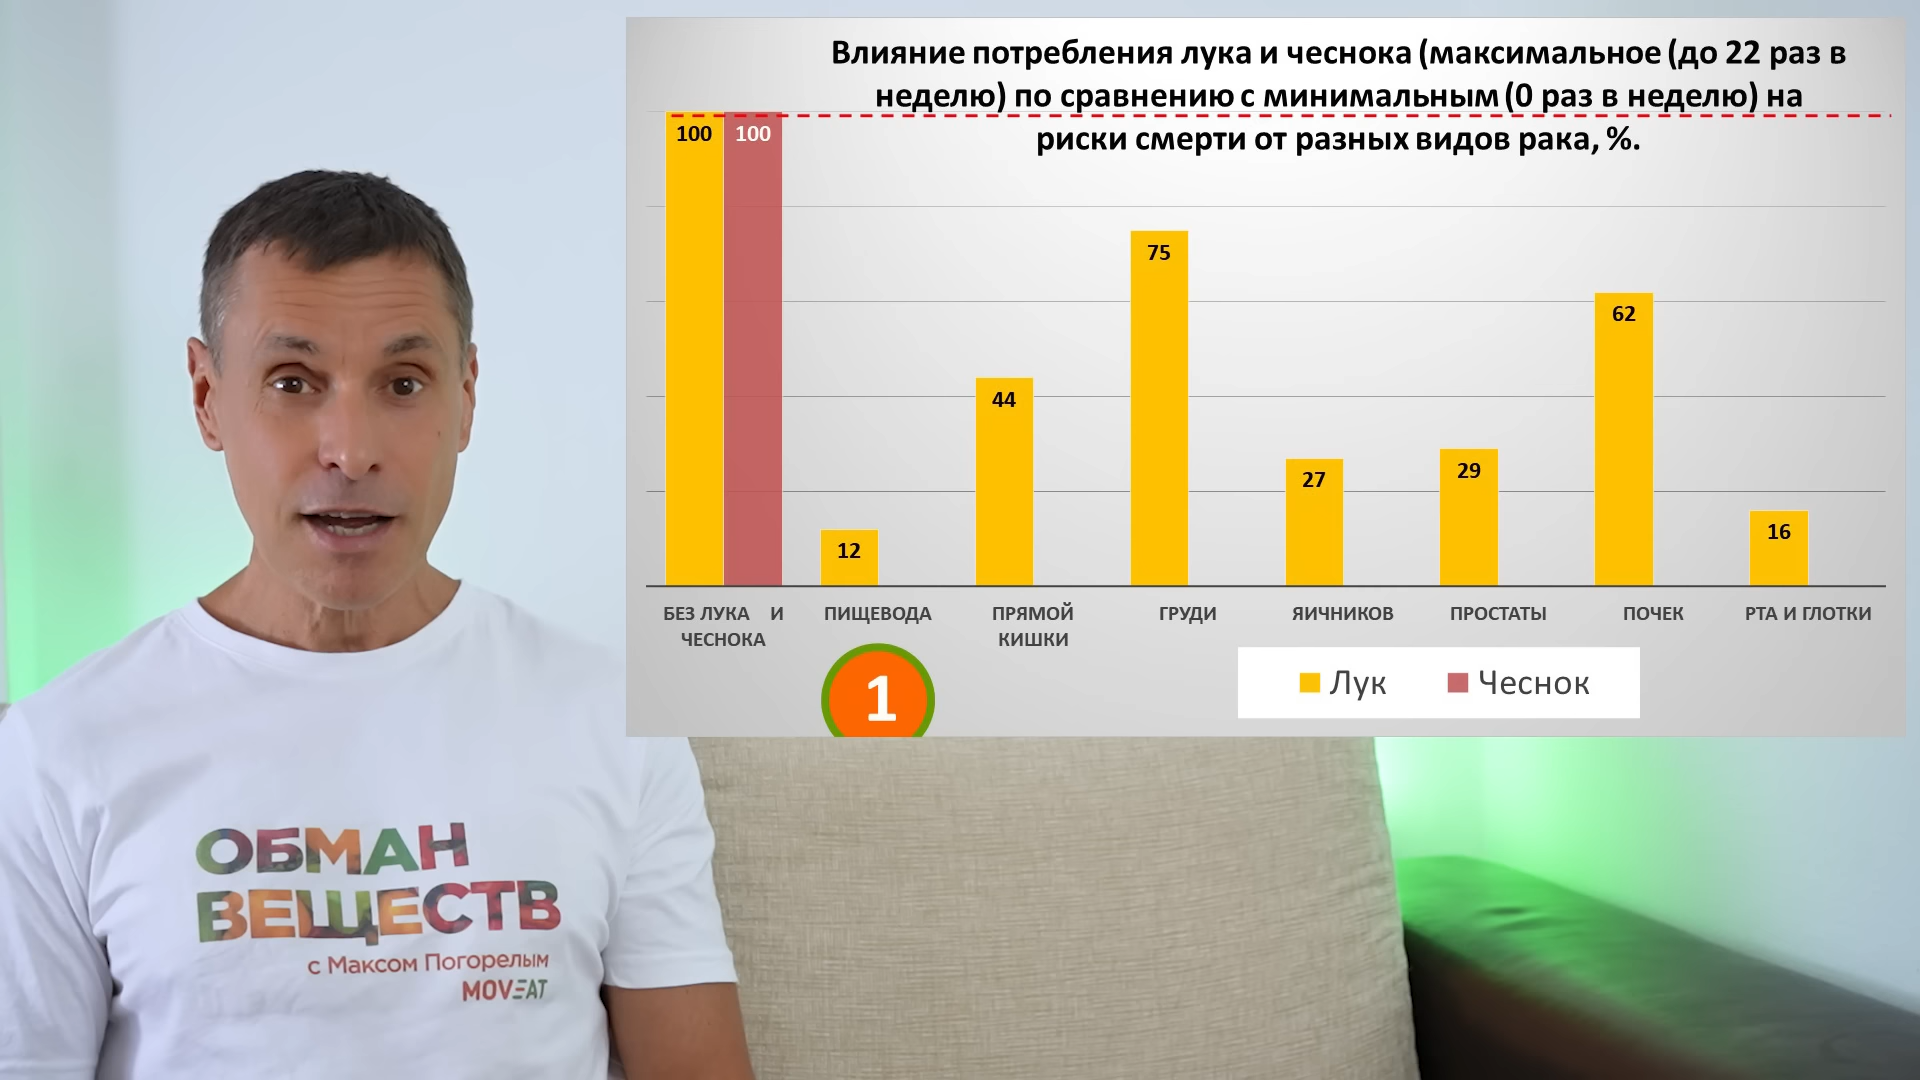 Влияние потребления лука и чеснока (максимальное (до 22 раз в
неделю) по сравнению с минимальным (0 раз в неделю) на
риски смерти от разных видов рака, %.
100 100
75
62
44
27
29
16
12
БЕЗ ЛУКА И
ЧЕСНОКА
ПИЩЕВОДА
ПРЯМОЙ
КИШКИ
ГРУДИ
ЯИЧНИКОВ
ПРОСТАТЫ
ПОЧЕК
РТА И ГЛОТКИ
1
Лук
Чеснок
ОБМАН
ВЕЩЕСТВ
с Максом Погорелым
MOVEAT